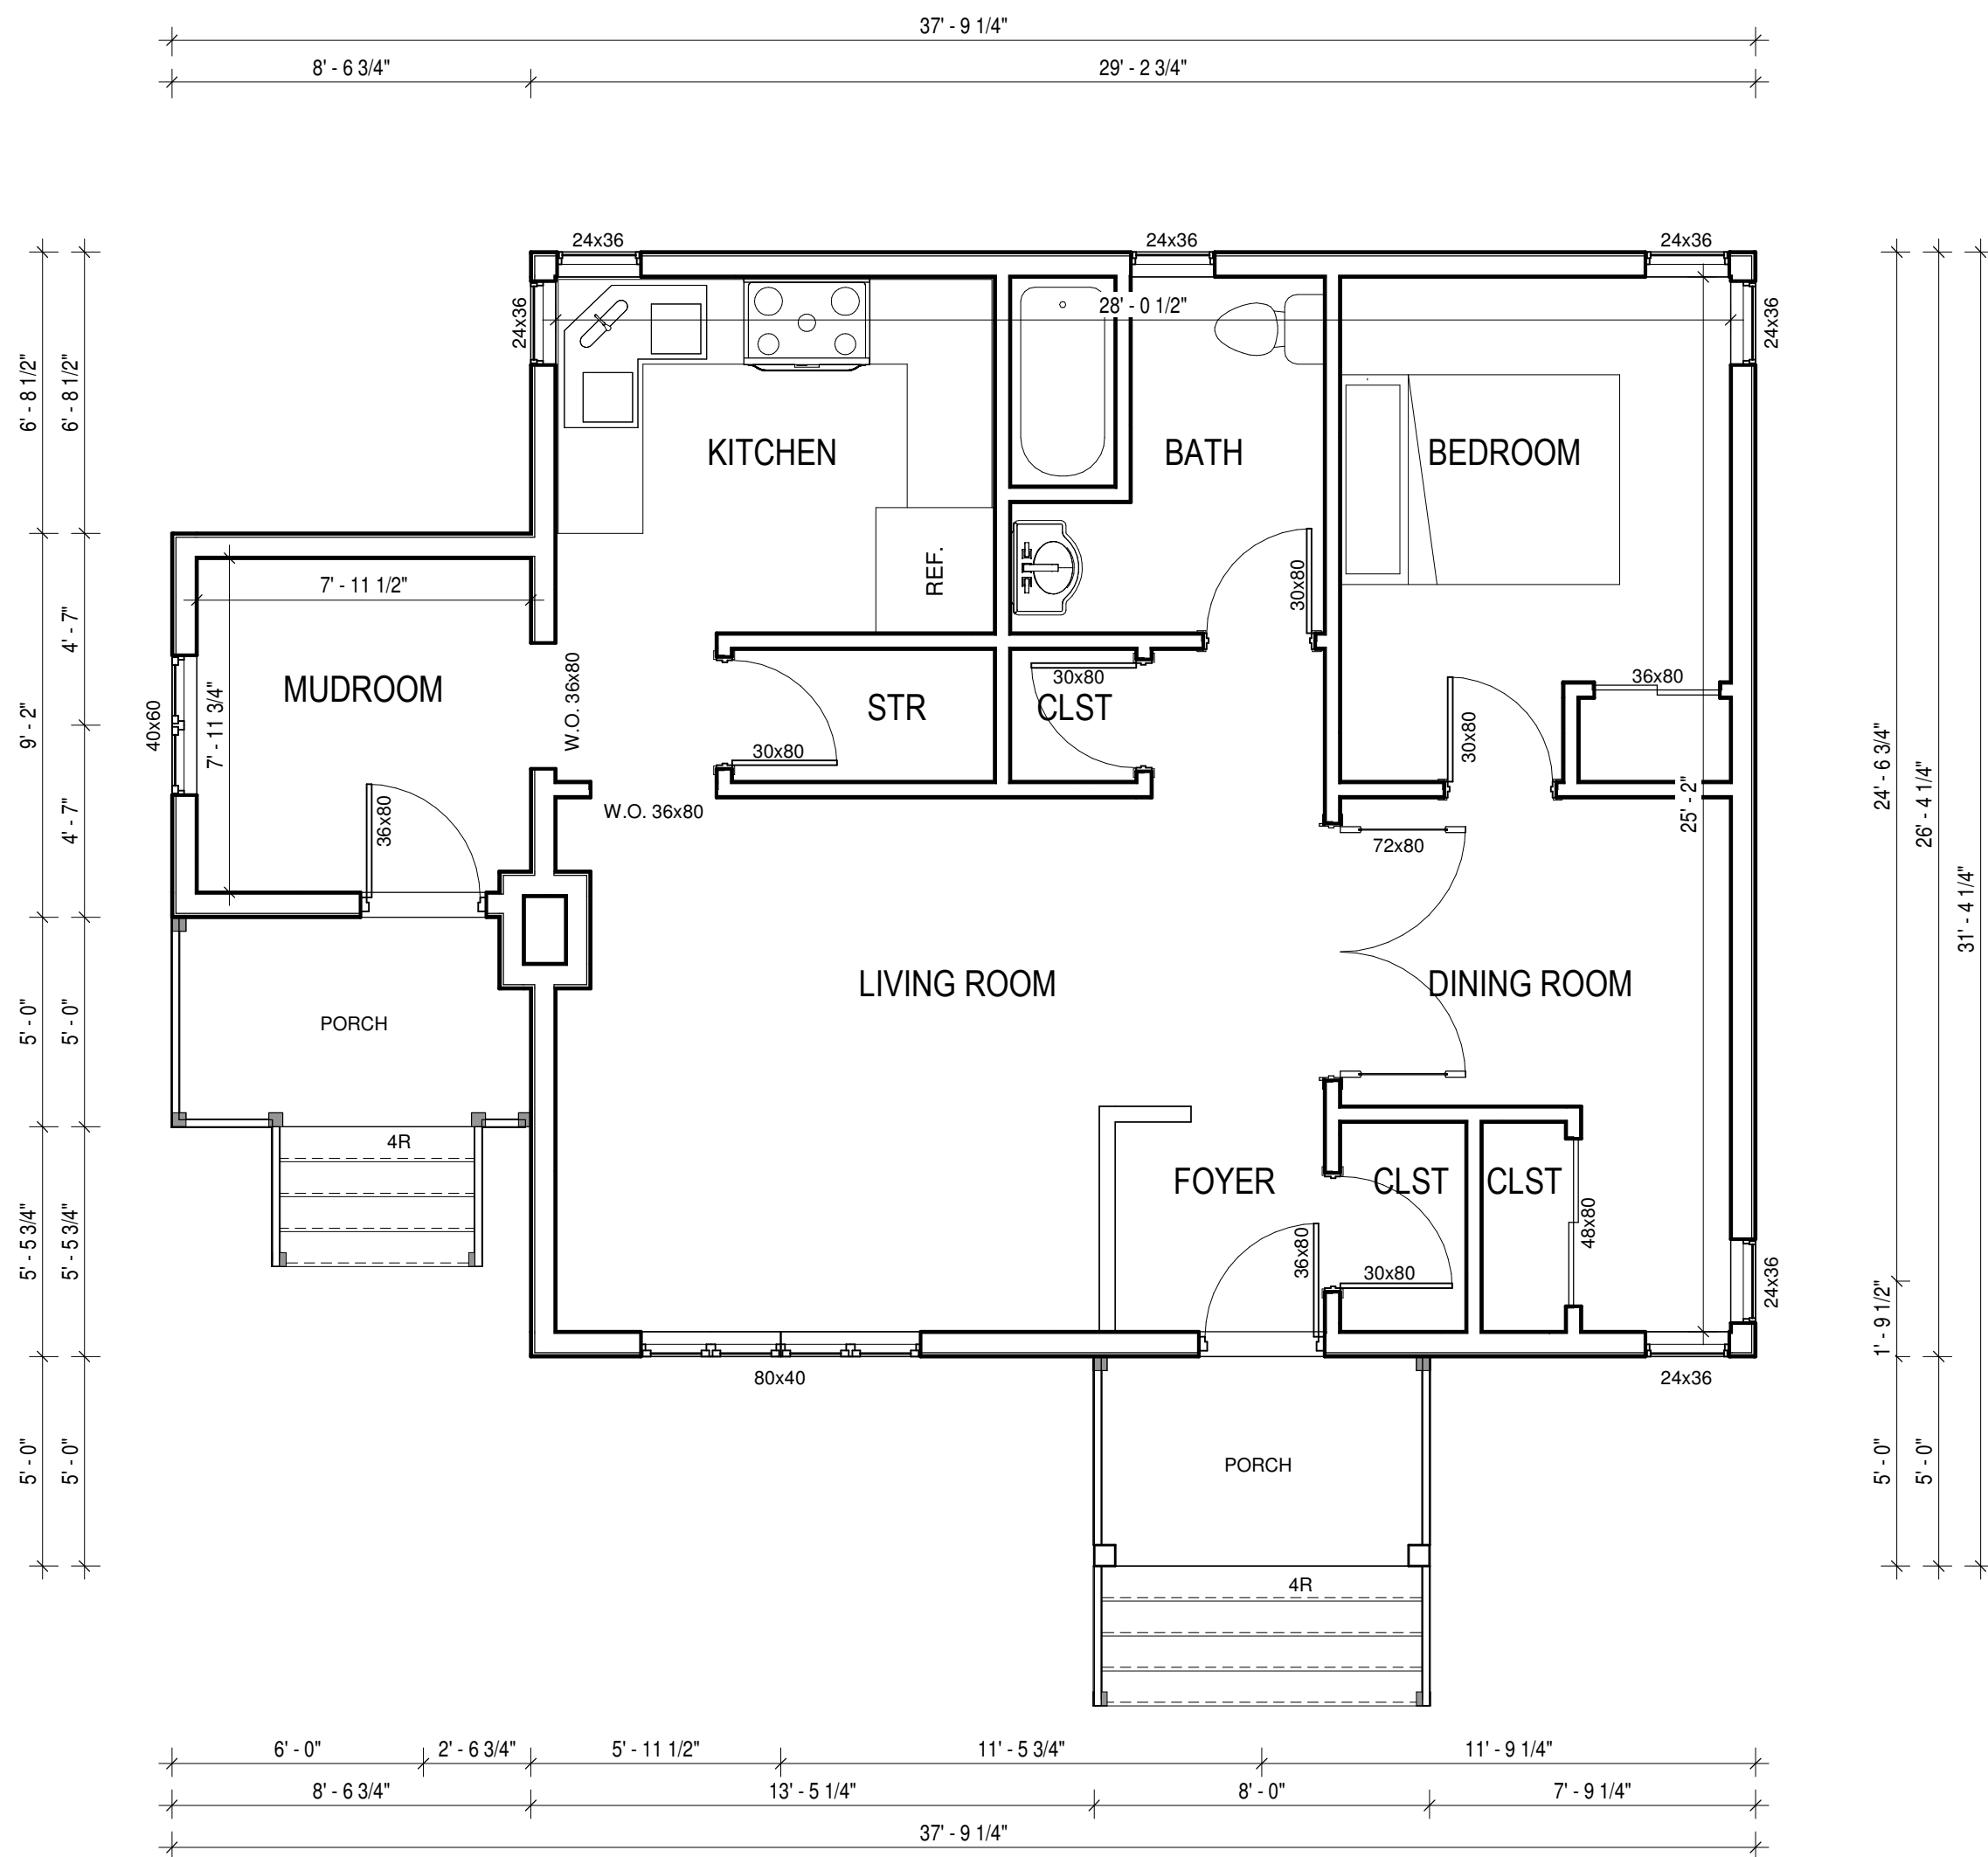 37' - 9 1/4"
8' - 6 3/4"
29' - 2 3/4"
24x36
24x36
24x36
24x36
28' - 0 1/2"
24x36
6' - 8 1/2"
6' - 8 1/2"
KITCHEN
BATH
BEDROOM
REF.
30x80
7' - 11 1/2"
4' - 7"
MUDROOM
W.O. 36x80
STR
30x80
CLST
30x80
36x80
30x80
40x60
7' - 11 3/4"
9' - 2"
24' - 6 3/4"
26' - 4 1/4"
31' - 4 1/4"
25' - 2"
4' - 7"
36x80
W.O. 36x80
72x80
LIVING ROOM
DINING ROOM
PORCH
5' - 0"
5' - 0"
4R
FOYER
CLST
CLST
48x80
36x80
30x80
24x36
5' - 5 3/4"
5' - 5 3/4"
1' - 9 1/2"
80x40
24x36
PORCH
5' - 0"
5' - 0"
5' - 0"
5' - 0"
4R
6' - 0"
2' - 6 3/4"
5' - 11 1/2"
11' - 5 3/4"
11' - 9 1/4"
8' - 6 3/4"
13' - 5 1/4"
8' - 0"
7' - 9 1/4"
37' - 9 1/4"